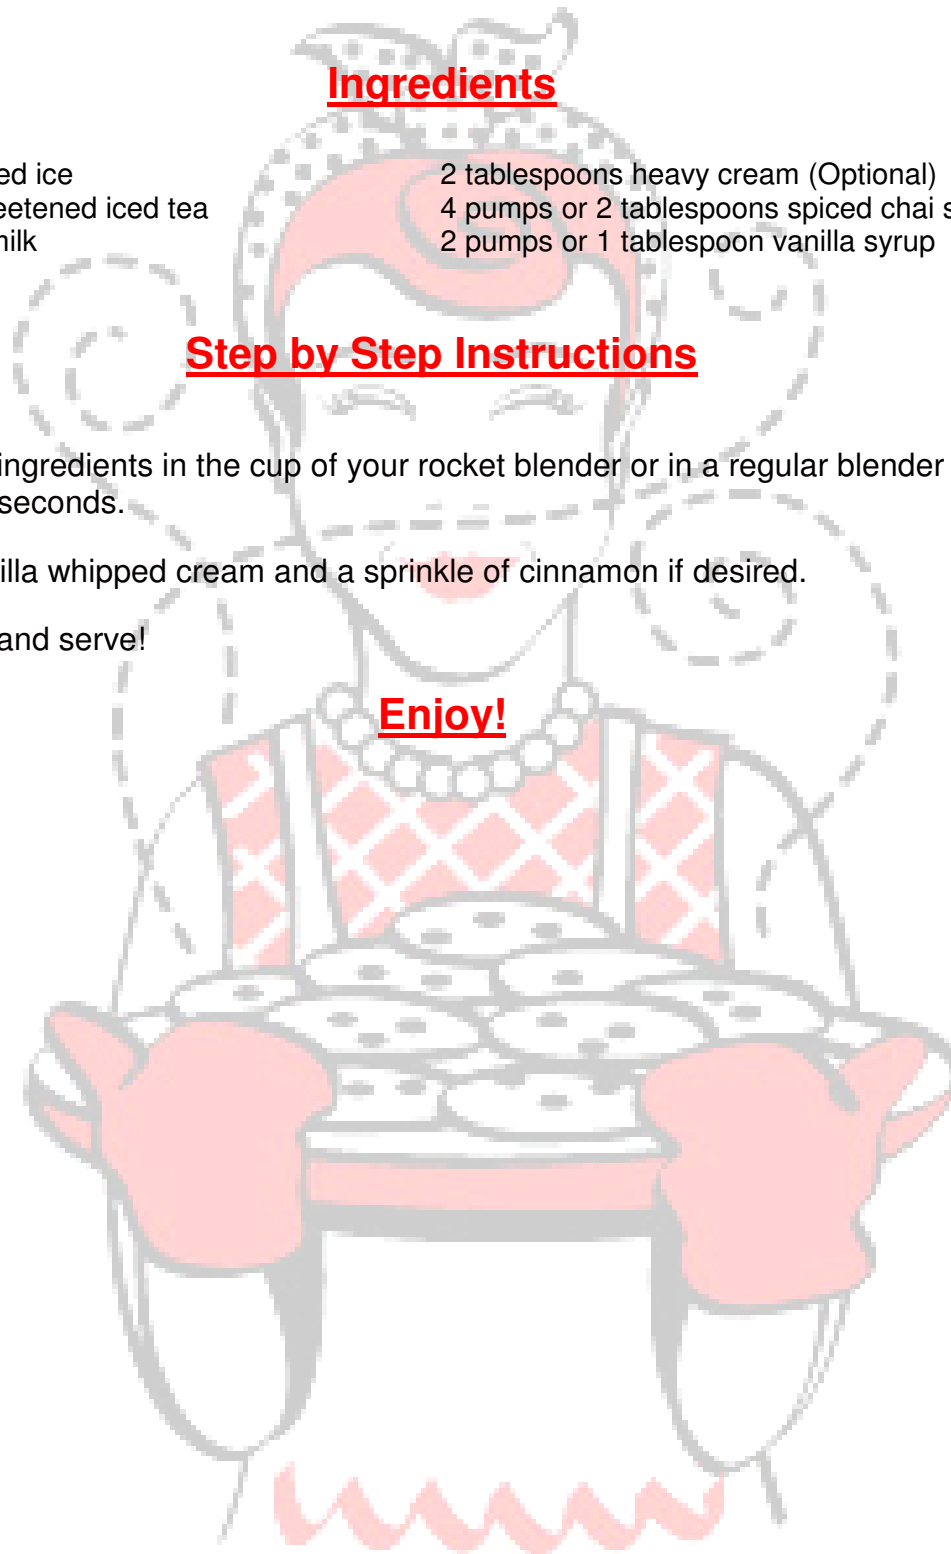 Ingredients
ed ice
eetened iced tea
nilk
2 tablespoons heavy cream (Optional)
4 pumps or 2 tablespoons spiced chai s
2 pumps or 1 tablespoon vanilla syrup
Step by Step Instructions
ingredients in the cup of your rocket blender or in a regular blender
seconds.
illa whipped cream and a sprinkle of cinnamon if desired.
and serve!
Enjoy!